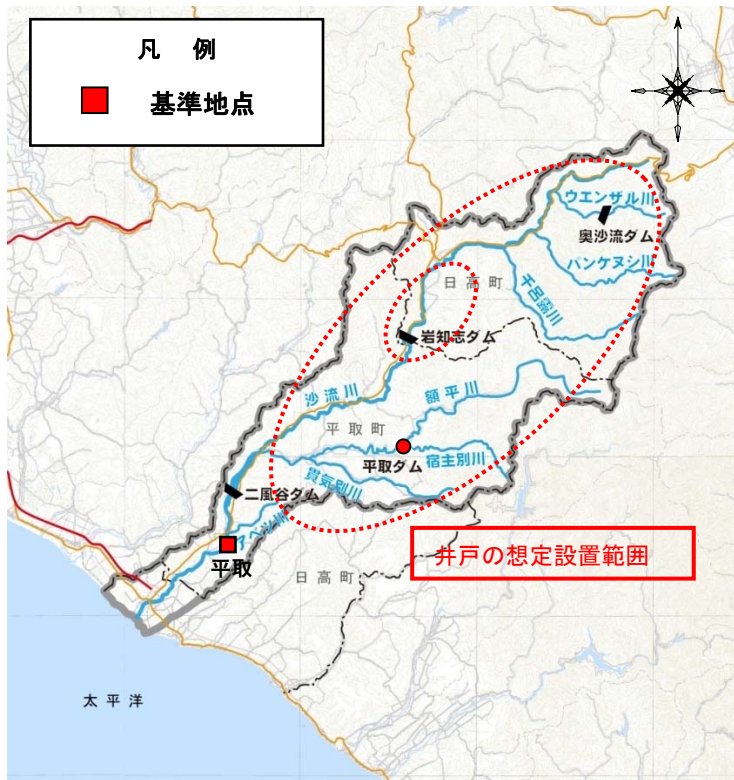 凡 例
基準地点
ウエンザル川
奥沙流ダム
パンケヌシ川
日高町
千呂露川
岩知志ダム
沙流川
額平川
平取町
平取ダム
宿主別川
貫気別川
二風谷ダム
アベツ川
平取
井戸の想定設置範囲
日高町
太平洋